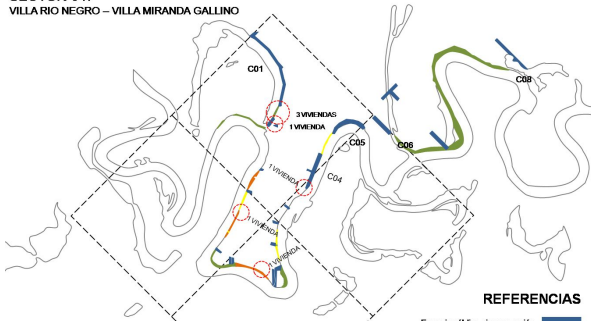 VILLA RIO NEGRO – VILLA MIRANDA GALLINO
C01
C08
3 VIVIENDAS
1 VIVIENDA
C05
C06
1 VIVIENDA
C04
1 VIVIENDA
1 VIVIENDA
REFERENCIAS